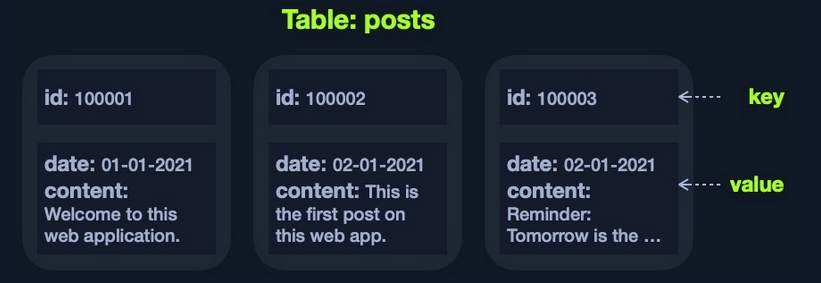 Table: posts
id: 100001
date: 01-01-2021
content:
Welcome to this
web application.
id: 100002
date: 02-01-2021
content: This is
the first post on
this web app.
id: 100003
date: 02-01-2021
content:
Reminder:
Tomorrow is the ...
key
value